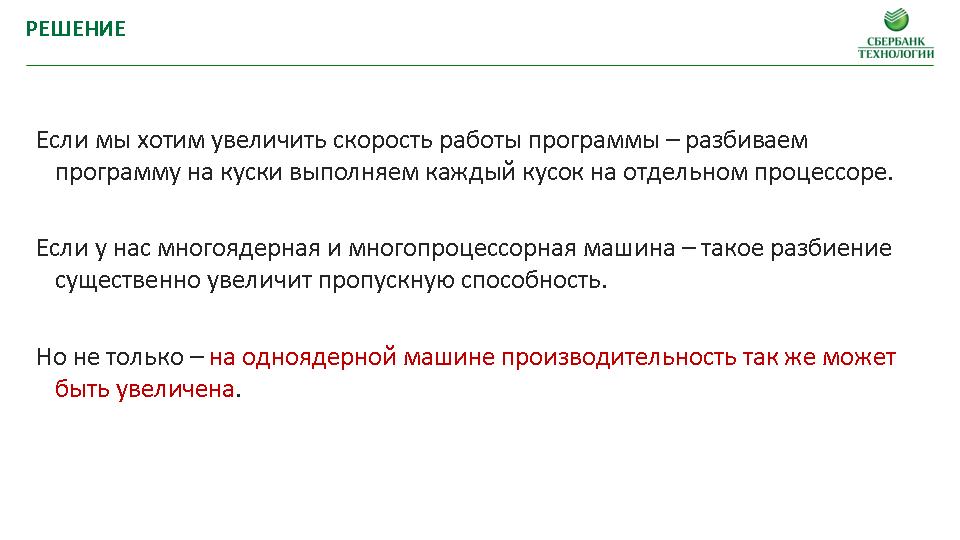 РЕШЕНИЕ
СБЕРБАНК
ТЕХНОЛОГИИ
Если мы хотим увеличить скорость работы программы – разбиваем
программу на куски выполняем каждый кусок на отдельном процессоре.
Если у нас многоядерная и многопроцессорная машина – такое разбиение
существенно увеличит пропускную способность.
Но не только – на одноядерной машине производительность так же может
быть увеличена.